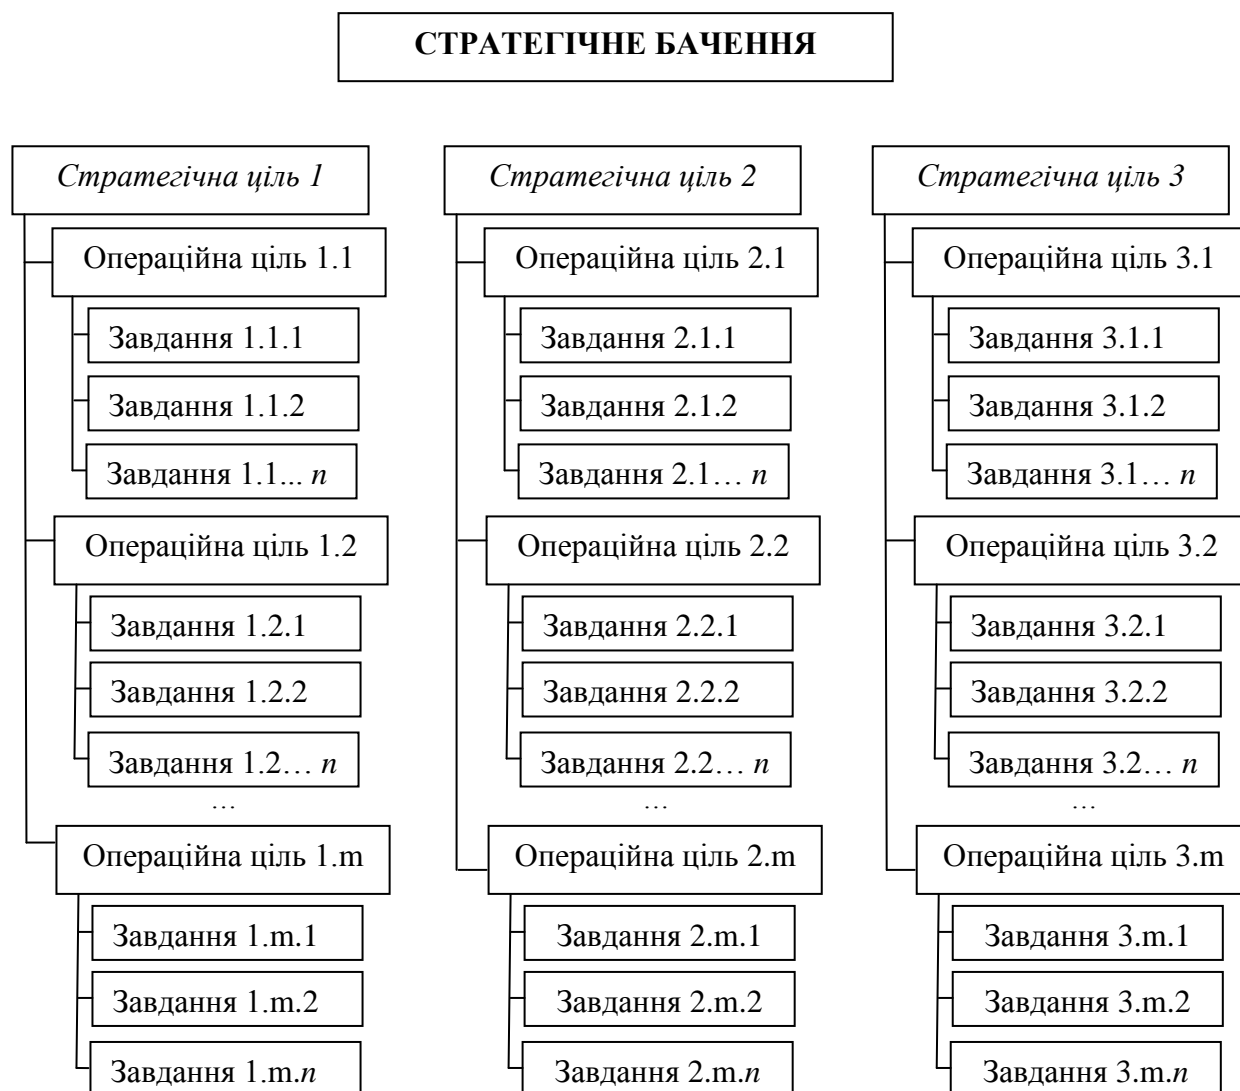 СТРАТЕГІЧНЕ БАЧЕННЯ
Стратегічна ціль 1
Операційна ціль 1.1
Завдання 1.1.1
Завдання 1.1.2
Завдання 1.1... n
Операційна ціль 1.2
Завдання 1.2.1
Завдання 1.2.2
Завдання 1.2… n
…
Операційна ціль 1.m
Завдання 1.m.1
Завдання 1.m.2
Завдання 1.m.n
Стратегічна ціль 2
Операційна ціль 2.1
Завдання 2.1.1
Завдання 2.1.2
Завдання 2.1… n
Операційна ціль 2.2
Завдання 2.2.1
Завдання 2.2.2
Завдання 2.2… n
…
Операційна ціль 2.m
Завдання 2.m.1
Завдання 2.m.2
Завдання 2.m.n
Стратегічна ціль 3
Операційна ціль 3.1
Завдання 3.1.1
Завдання 3.1.2
Завдання 3.1… n
Операційна ціль 3.2
Завдання 3.2.1
Завдання 3.2.2
Завдання 3.2… n
…
Операційна ціль 3.m
Завдання 3.m.1
Завдання 3.m.2
Завдання 3.m.n